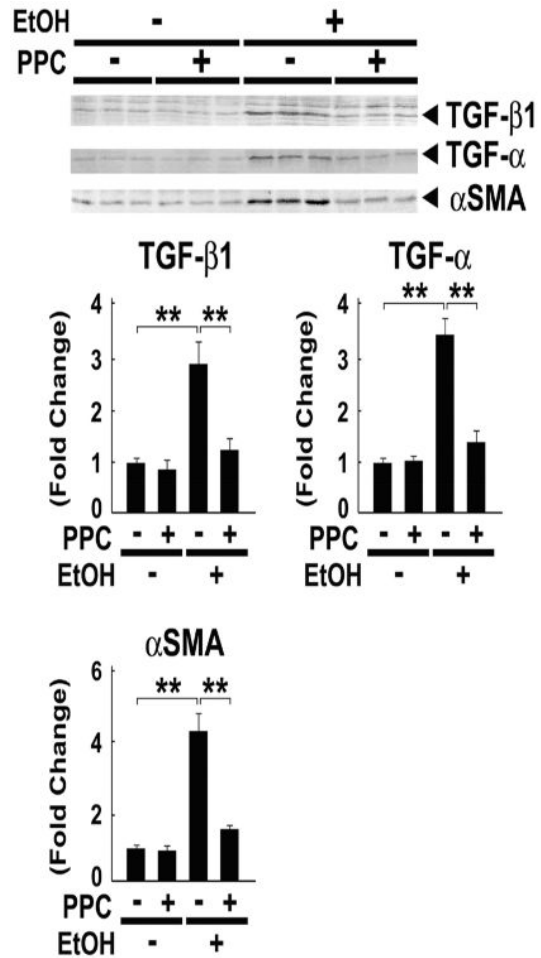 EtOH - +
PPC - + - +
TGF-β1
TGF-α
αSMA
TGF-β1
(Fold Change)
4
3
2
1
0
** **
PPC - + - +
EtOH - +
TGF-α
(Fold Change)
4
3
2
1
0
** **
PPC - + - +
EtOH - +
αSMA
(Fold Change)
6
4
2
0
** **
PPC - + - +
EtOH - +